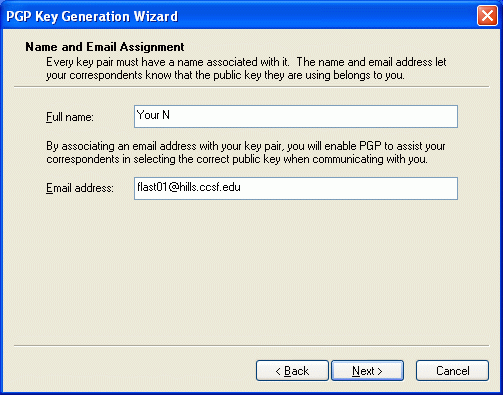 PGP Key Generation Wizard
Name and Email Assignment
Every key pair must have a name associated with it.  The name and email address let
your correspondents know that the public key they are using belongs to you.
Full name:
Your N
By associating an email address with your key pair, you will enable PGP to assist your
correspondents in selecting the correct public key when communicating with you.
Email address:
flast01@hills.ccsf.edu
< Back
Next >
Cancel